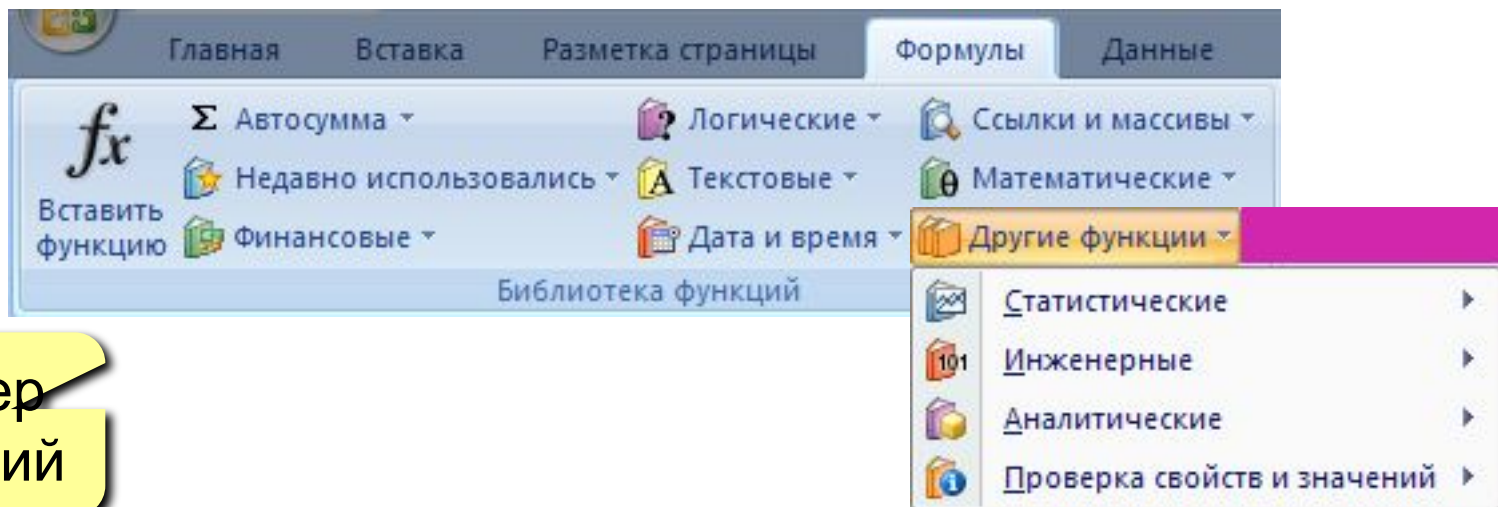 Главная Вставка Разметка страницы Формулы Данные
fx Σ Автосумма Логические Ссылки и массивы
Недавно использовались Текстовые Математические
Вставить
функцию Финансовые Дата и время Другие функции
Библиотека функций
Статистические
Инженерные
Аналитические
Проверка свойств и значений